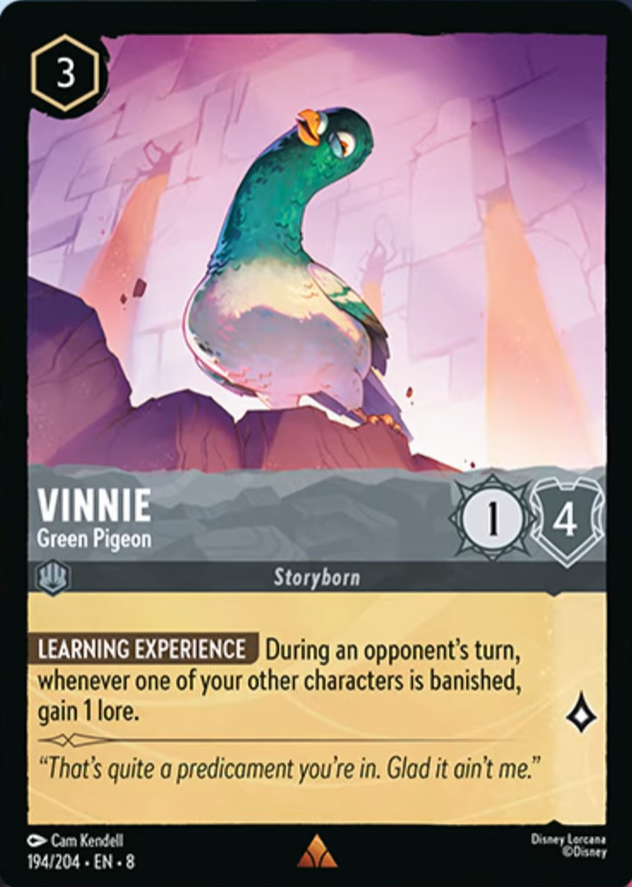 3
VINNIE
Green Pigeon
1
4
Storyborn
LEARNING EXPERIENCE During an opponent's turn,
whenever one of your other characters is banished,
gain 1 lore.
“That's quite a predicament you're in. Glad it ain't me.”
Cam Kendell
194/204 • EN • 8
Disney Lorcana
©Disney